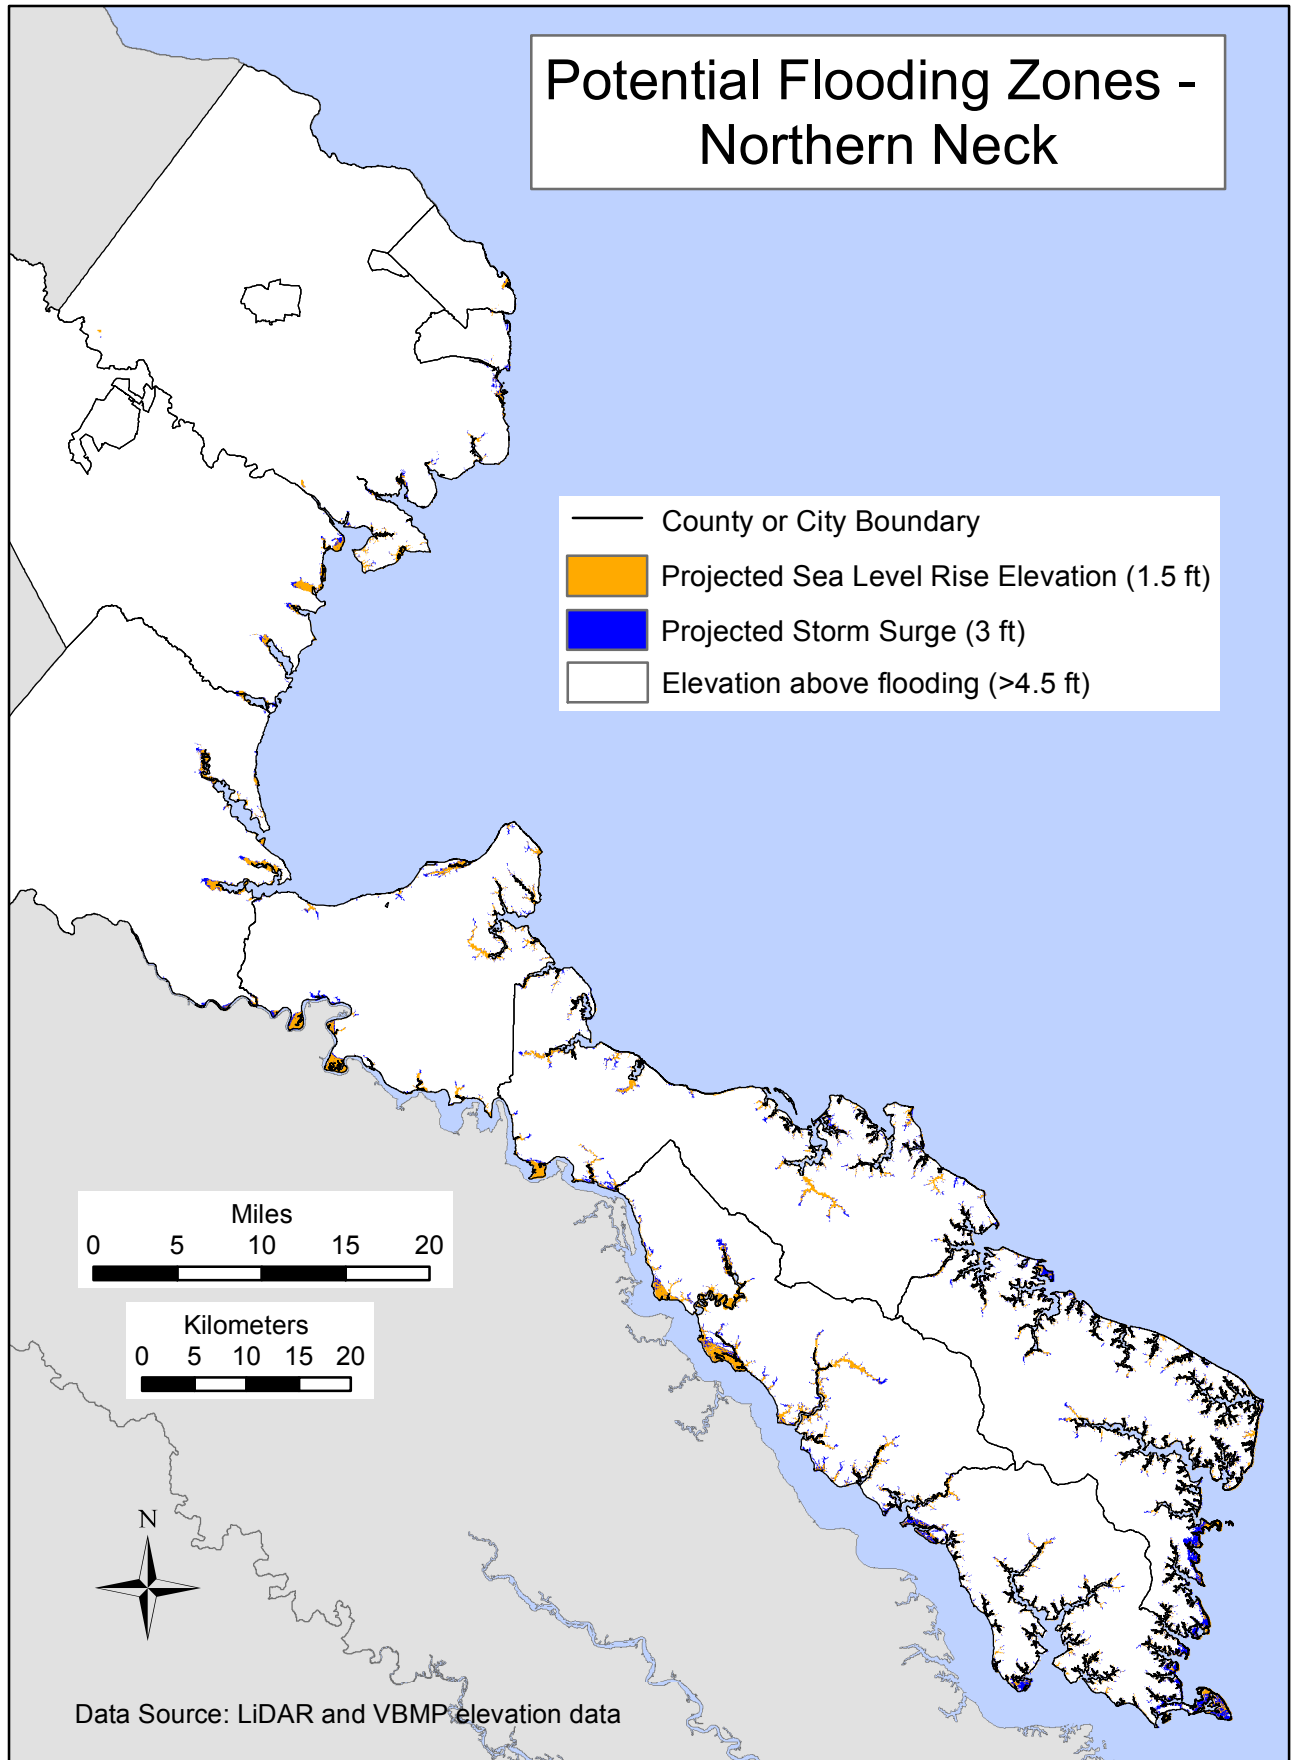 Potential Flooding Zones -
Northern Neck
County or City Boundary
Projected Sea Level Rise Elevation (1.5 ft)
Projected Storm Surge (3 ft)
Elevation above flooding (>4.5 ft)
Miles
0 5 10 15 20
Kilometers
0 5 10 15 20
N
Data Source: LiDAR and VBMP elevation data